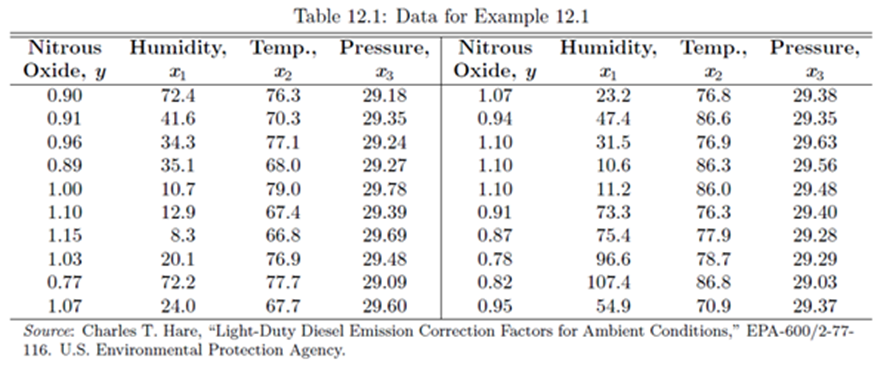 Table 12.1: Data for Example 12.1
Nitrous Humidity, Temp., Pressure, Nitrous Humidity, Temp., Pressure,
Oxide, y x1 x2 x3 Oxide, y x1 x2 x3
0.90 72.4 76.3 29.18 1.07 23.2 76.8 29.38
0.91 41.6 70.3 29.35 0.94 47.4 86.6 29.35
0.96 34.3 77.1 29.24 1.10 31.5 76.9 29.63
0.89 35.1 68.0 29.27 1.10 10.6 86.3 29.56
1.00 10.7 79.0 29.78 1.10 11.2 86.0 29.48
1.10 12.9 67.4 29.39 0.91 73.3 76.3 29.40
1.15 8.3 66.8 29.69 0.87 75.4 77.9 29.28
1.03 20.1 76.9 29.48 0.78 96.6 78.7 29.29
0.77 72.2 77.7 29.09 0.82 107.4 86.8 29.03
1.07 24.0 67.7 29.60 0.95 54.9 70.9 29.37
Source: Charles T. Hare, “Light-Duty Diesel Emission Correction Factors for Ambient Conditions,” EPA-600/2-77-
116. U.S. Environmental Protection Agency.